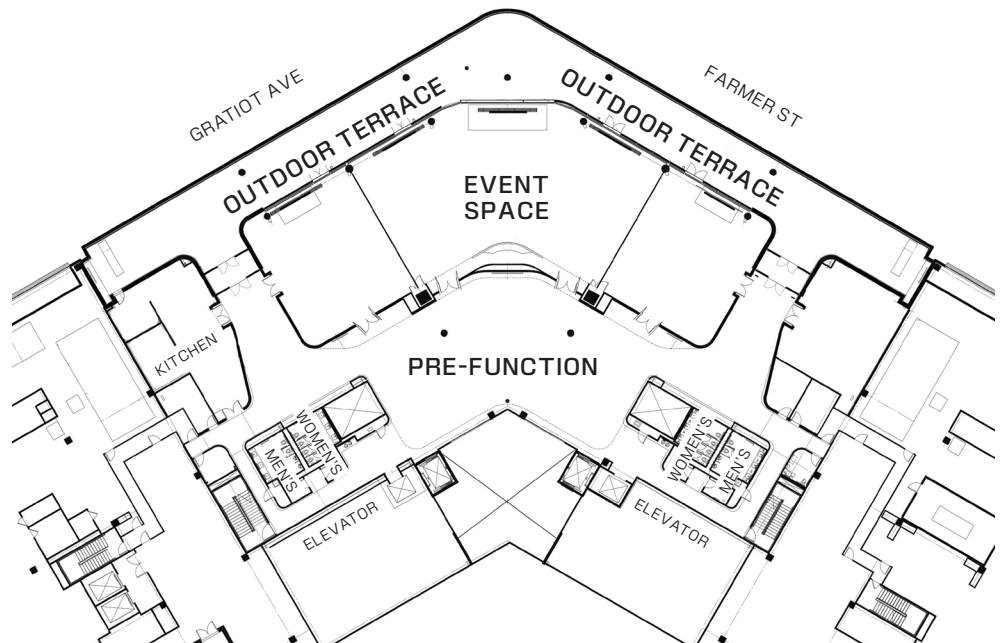 GRATIOT AVE
FARMER ST
OUTDOOR TERRACE
OUTDOOR TERRACE
EVENT
SPACE
KITCHEN
PRE-FUNCTION
WOMEN'S
MEN'S
WOMEN'S
MEN'S
ELEVATOR
ELEVATOR